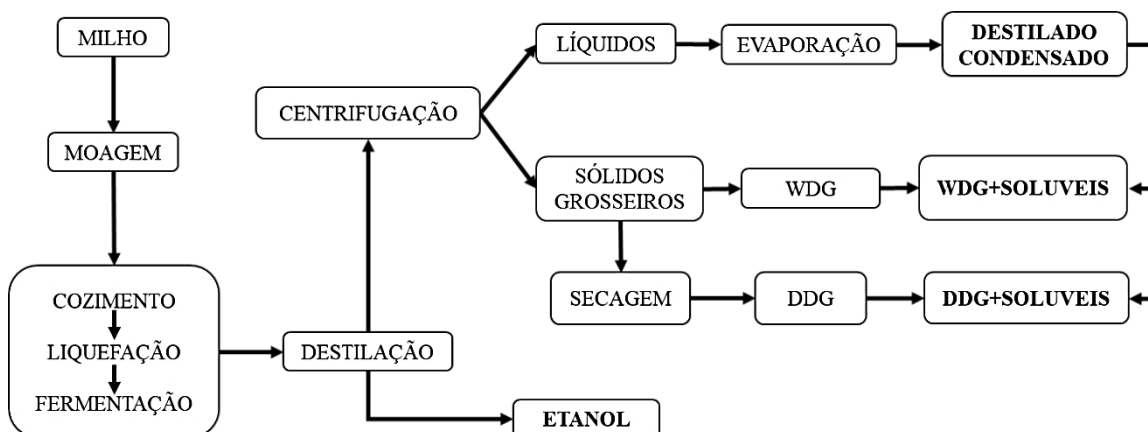 MILHO
MOAGEM
COZIMENTO
LIQUEFAÇÃO
FERMENTAÇÃO
DESTILAÇÃO
ETANOL
CENTRIFUGAÇÃO
LÍQUIDOS
EVAPORAÇÃO
DESTILADO
CONDENSADO
SÓLIDOS
GROSSEIROS
WDG
WDG+SOLUVEIS
SECAGEM
DDG
DDG+SOLUVEIS